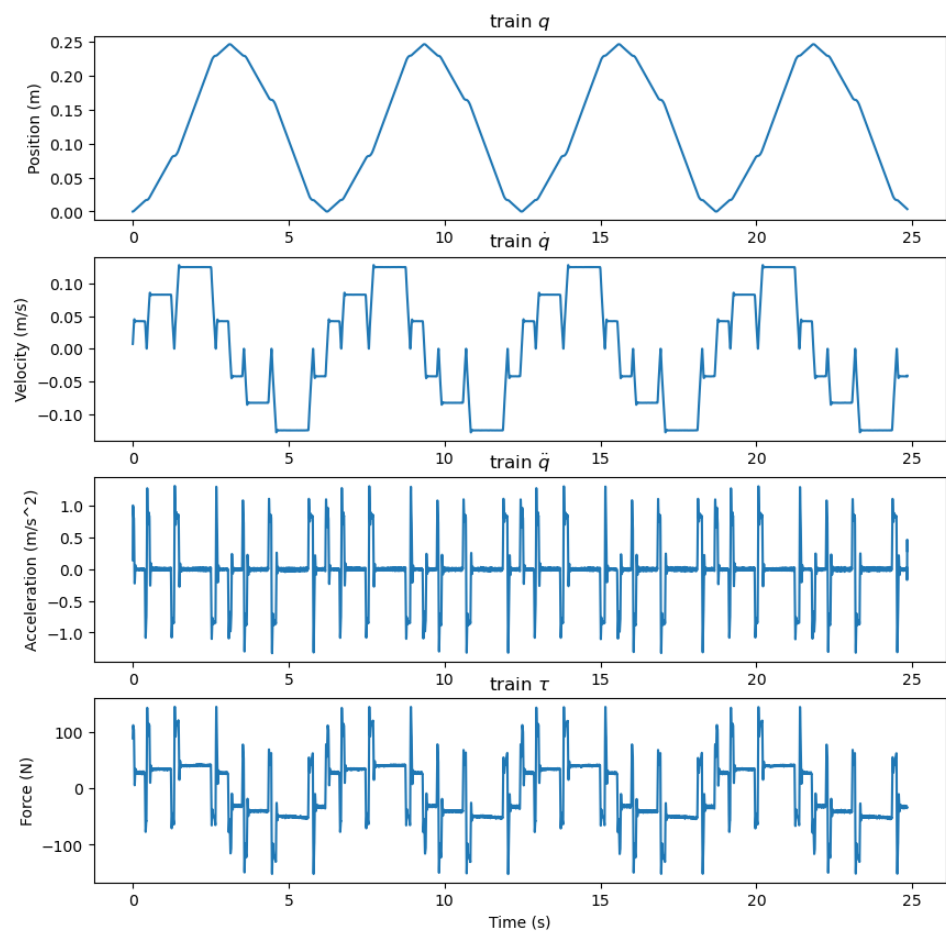 train q
Position (m)
0.25
0.20
0.15
0.10
0.05
0.00
0 5 10 15 20 25
train q̇
Velocity (m/s)
0.10
0.05
0.00
−0.05
−0.10
0 5 10 15 20 25
train q̈
Acceleration (m/s^2)
1.0
0.5
0.0
−0.5
−1.0
0 5 10 15 20 25
train τ
Force (N)
100
0
−100
0 5 10 15 20 25
Time (s)